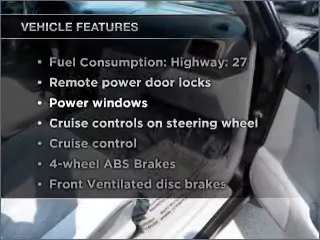 VEHICLE FEATURES
• Fuel Consumption: Highway: 27
• Remote power door locks
• Power windows
• Cruise controls on steering wheel
• Cruise control
• 4-wheel ABS Brakes
• Front Ventilated disc brakes